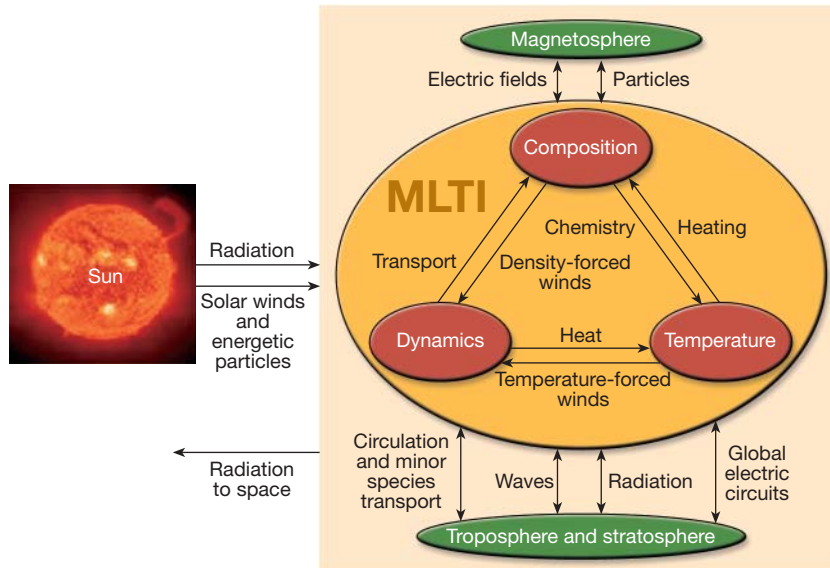 Magnetosphere
Electric fields
Particles
Composition
MLTI
Chemistry
Heating
Radiation
Sun
Transport
Density-forced
winds
Solar winds
and
energetic
particles
Dynamics
Heat
Temperature
Temperature-forced
winds
Radiation
to space
Circulation
and minor
species
transport
Waves
Radiation
Global
electric
circuits
Troposphere and stratosphere